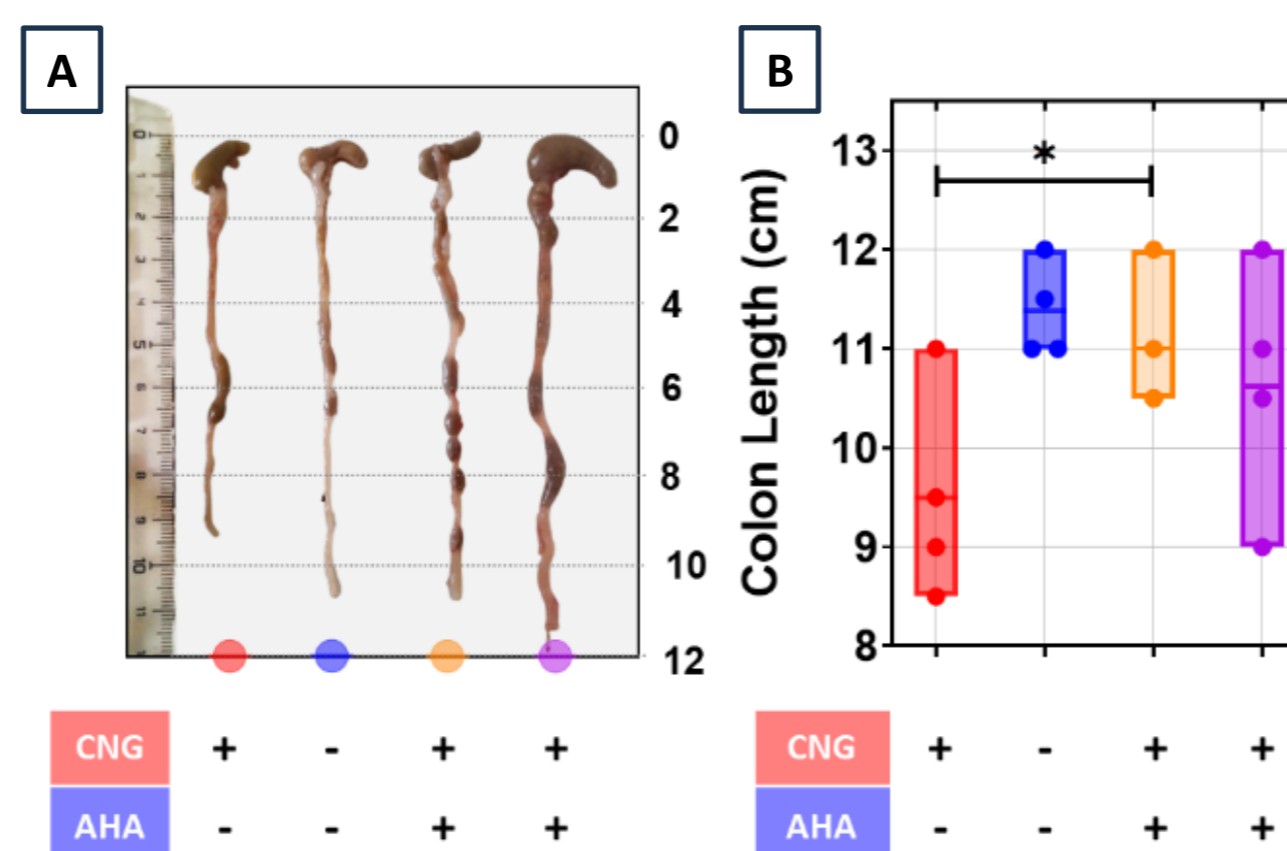 A
0
2
4
6
8
10
12
CNG + - + +
AHA - - + +
B
*
Colon Length (cm)
13
12
11
10
9
8
CNG + - + +
AHA - - + +